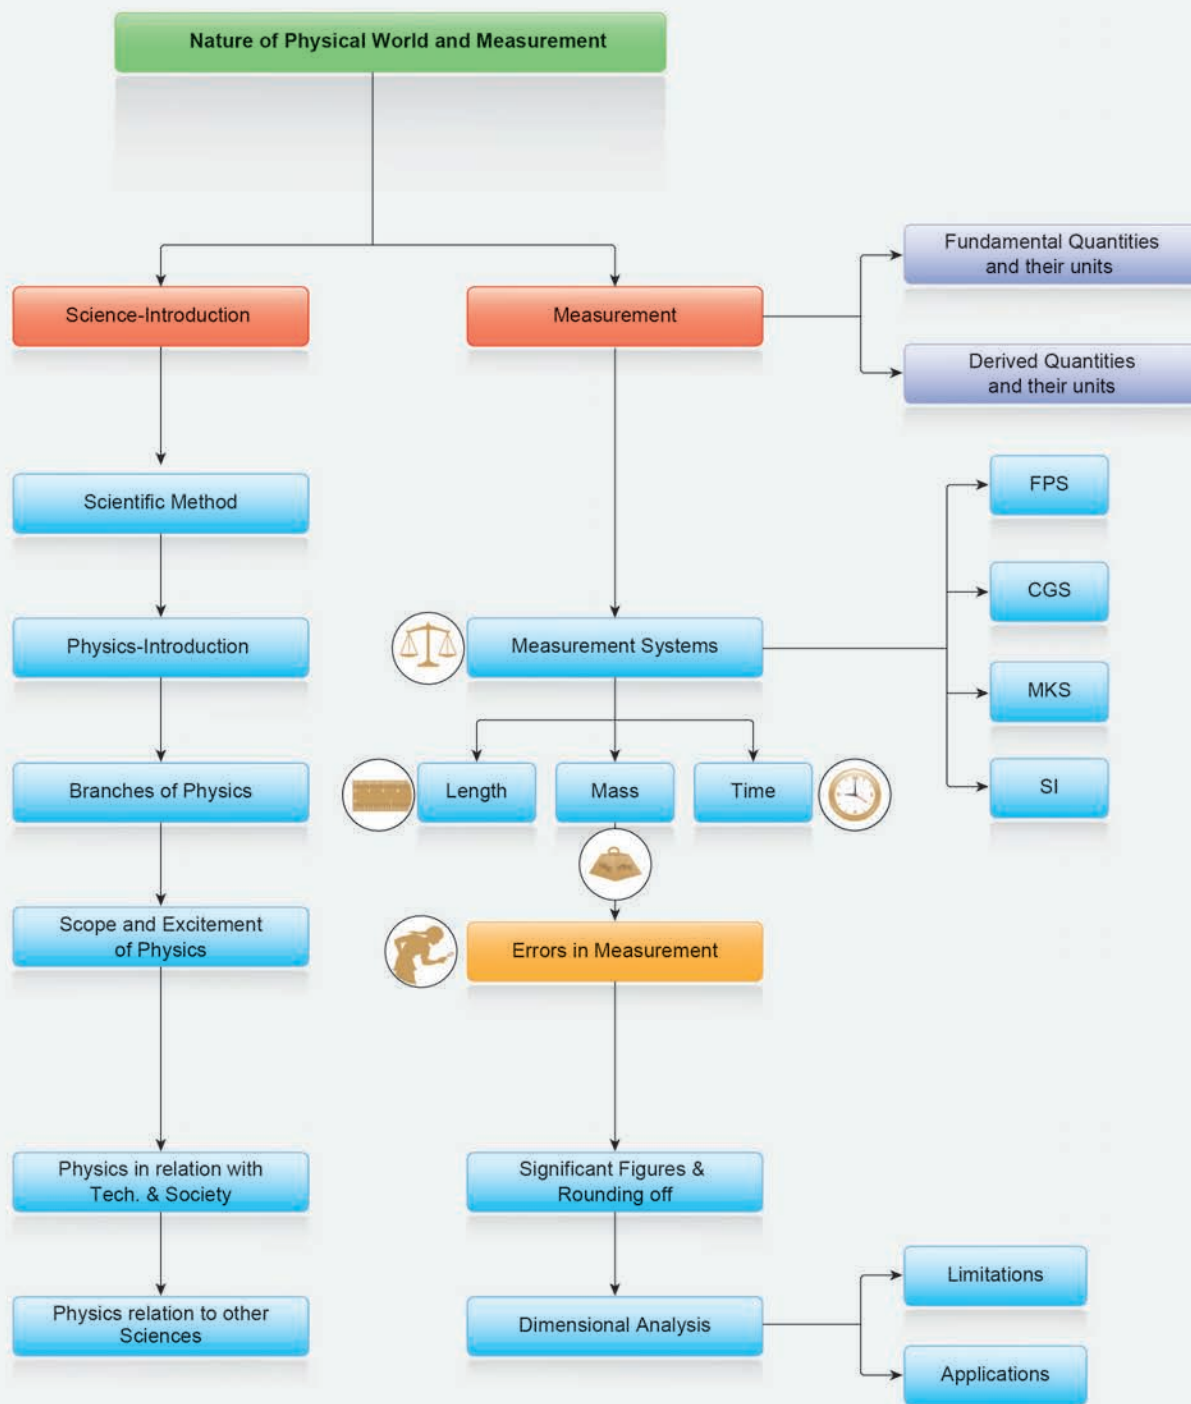 Nature of Physical World and Measurement
Fundamental Quantities
and their units
Science-Introduction
Measurement
Derived Quantities
and their units
FPS
Scientific Method
CGS
Physics-Introduction
Measurement Systems
MKS
Branches of Physics
Length
Mass
Time
SI
Scope and Excitement
of Physics
Errors in Measurement
Physics in relation with
Tech. & Society
Significant Figures &
Rounding off
Limitations
Physics relation to other
Sciences
Dimensional Analysis
Applications